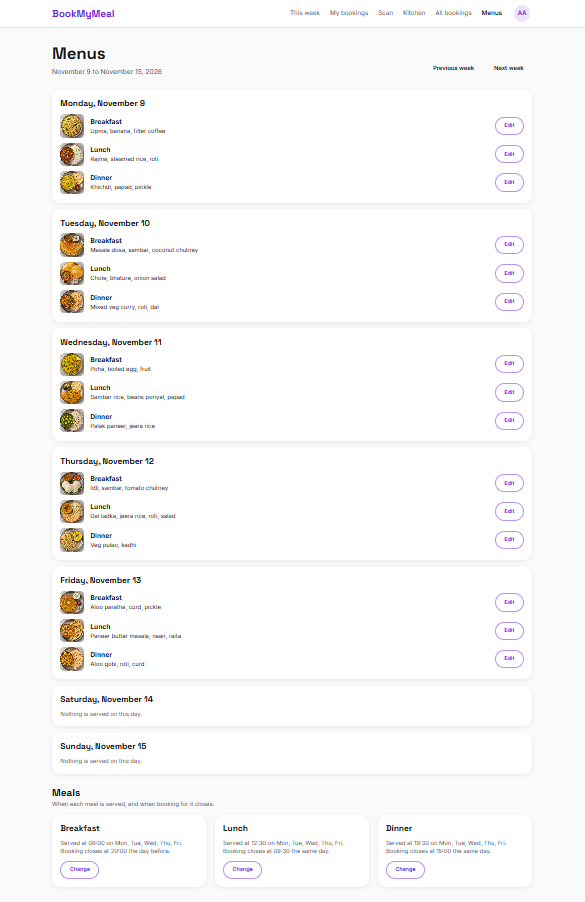 BookMyMeal
This week
My bookings
Scan
Kitchen
All bookings
Menus
AA
Menus
November 9 to November 15, 2026
Previous week
Next week
Monday, November 9
Breakfast
Upma, banana, filter coffee
Edit
Lunch
Rajma, steamed rice, roti
Edit
Dinner
Khichdi, papad, pickle
Edit
Tuesday, November 10
Breakfast
Masala dosa, sambar, coconut chutney
Edit
Lunch
Chole, bhature, onion salad
Edit
Dinner
Mixed veg curry, roti, dal
Edit
Wednesday, November 11
Breakfast
Poha, boiled egg, fruit
Edit
Lunch
Sambar rice, beans poriyal, papad
Edit
Dinner
Palak paneer, jeera rice
Edit
Thursday, November 12
Breakfast
Idli, sambar, tomato chutney
Edit
Lunch
Dal tadka, jeera rice, roti, salad
Edit
Dinner
Veg pulao, kadhi
Edit
Friday, November 13
Breakfast
Aloo paratha, curd, pickle
Edit
Lunch
Paneer butter masala, naan, raita
Edit
Dinner
Aloo gobi, roti, curd
Edit
Saturday, November 14
Nothing is served on this day.
Sunday, November 15
Nothing is served on this day.
Meals
When each meal is served, and when booking for it closes.
Breakfast
Served at 08:00 on Mon, Tue, Wed, Thu, Fri.
Booking closes at 20:00 the day before.
Change
Lunch
Served at 12:30 on Mon, Tue, Wed, Thu, Fri.
Booking closes at 09:30 the same day.
Change
Dinner
Served at 19:30 on Mon, Tue, Wed, Thu, Fri.
Booking closes at 15:00 the same day.
Change